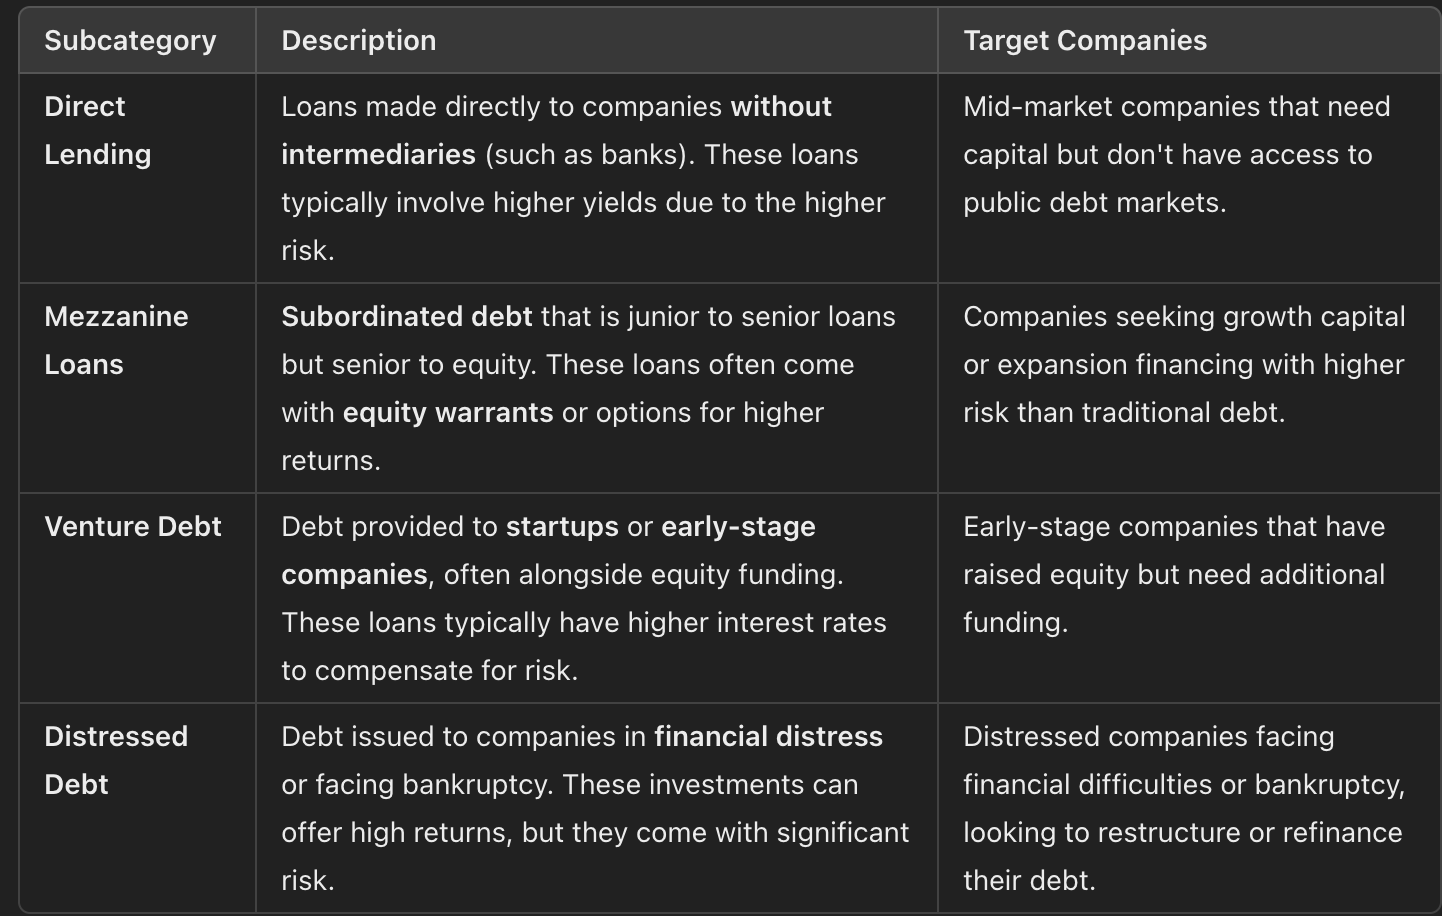 Subcategory
Description
Target Companies
Direct
Lending
Loans made directly to companies without
intermediaries (such as banks). These loans
typically involve higher yields due to the higher
risk.
Mid-market companies that need
capital but don't have access to
public debt markets.
Mezzanine
Loans
Subordinated debt that is junior to senior loans
but senior to equity. These loans often come
with equity warrants or options for higher
returns.
Companies seeking growth capital
or expansion financing with higher
risk than traditional debt.
Venture Debt
Debt provided to startups or early-stage
companies, often alongside equity funding.
These loans typically have higher interest rates
to compensate for risk.
Early-stage companies that have
raised equity but need additional
funding.
Distressed
Debt
Debt issued to companies in financial distress
or facing bankruptcy. These investments can
offer high returns, but they come with significant
risk.
Distressed companies facing
financial difficulties or bankruptcy,
looking to restructure or refinance
their debt.